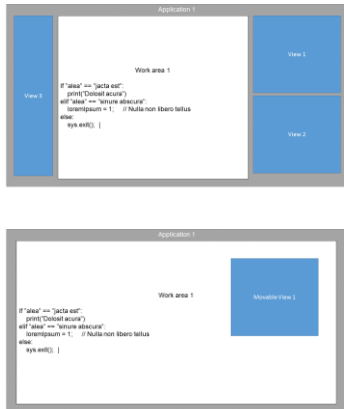 Application 1
View 3
Work area 1
If "alea" == "jacta est":
print("Dolosit acura")
elif "alea" == "sinure abscura":
loremIpsum = 1; // Nulla non libero tellus
else:
sys.exit(); |
View 1
View 2
Application 1
Work area 1
If "alea" == "jacta est":
print("Dolosit acura")
elif "alea" == "sinure abscura":
loremIpsum = 1; // Nulla non libero tellus
else:
sys.exit(); |
Movable View 1